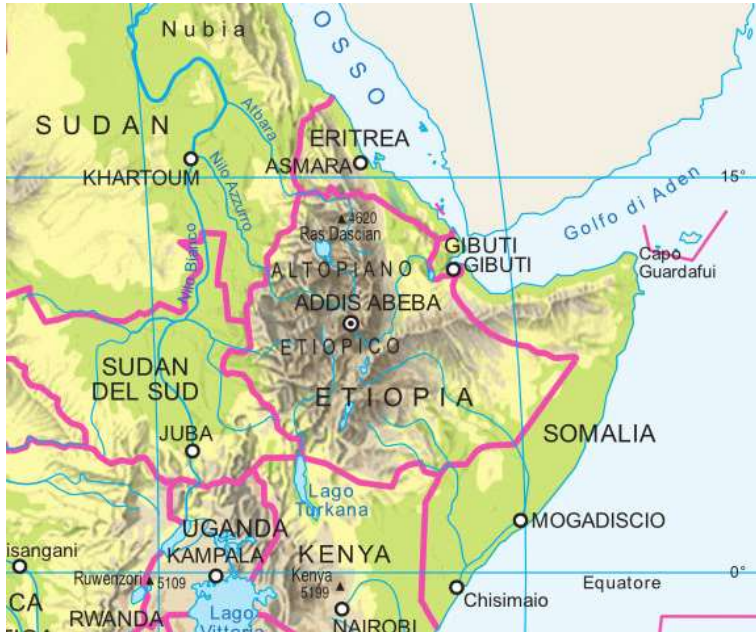 Nubia
OSSO
SUDAN
Atbara
ERITREA
ASMARA
KHARTOUM
Nilo Azzurro
15°
4620
Ras Dascian
Golfo di Aden
Nilo Bianco
GIBUTI
GIBUTI
Capo
Guardafui
ALTOPIANO
ADDIS ABEBA
ETIOPICO
SUDAN
DEL SUD
ETIOPIA
JUBA
SOMALIA
Lago
Turkana
UGANDA
MOGADISCIO
isangani
KAMPALA
KENYA
Ruwenzori 5109
Kenya
5199
0°
Equatore
Chisimaio
CA
RWANDA
Lago
Vittoria
NAIROBI